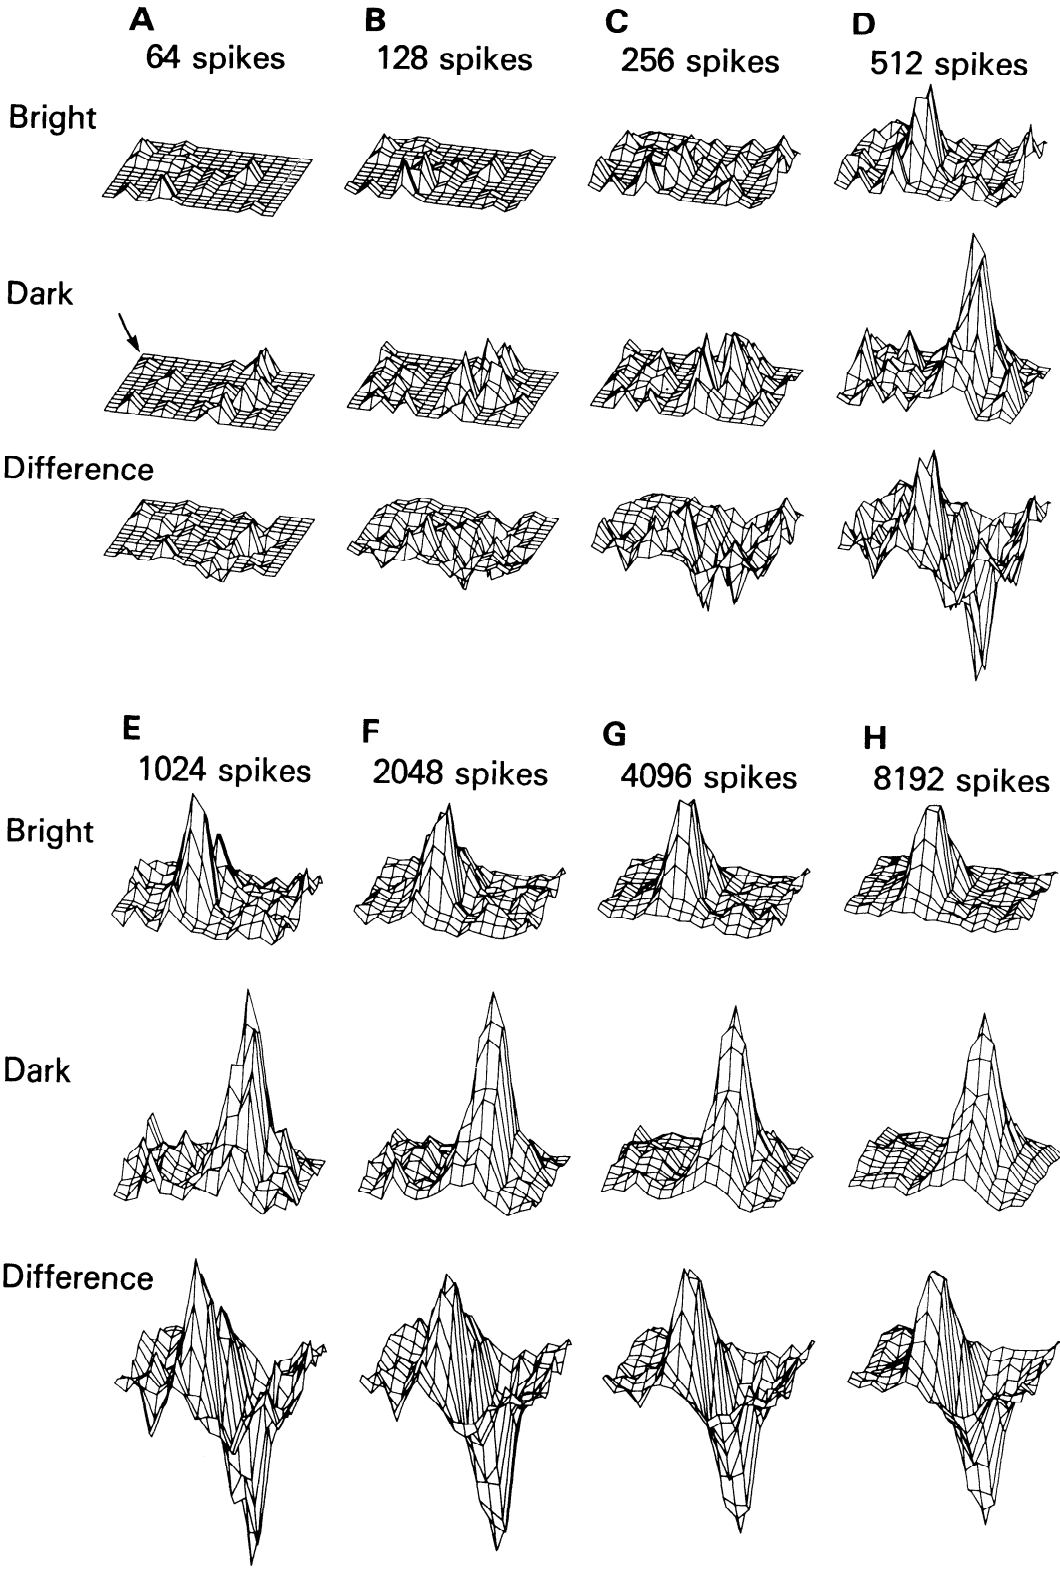 A B C D
64 spikes 128 spikes 256 spikes 512 spikes
Bright
Dark
Difference
E F G H
1024 spikes 2048 spikes 4096 spikes 8192 spikes
Bright
Dark
Difference